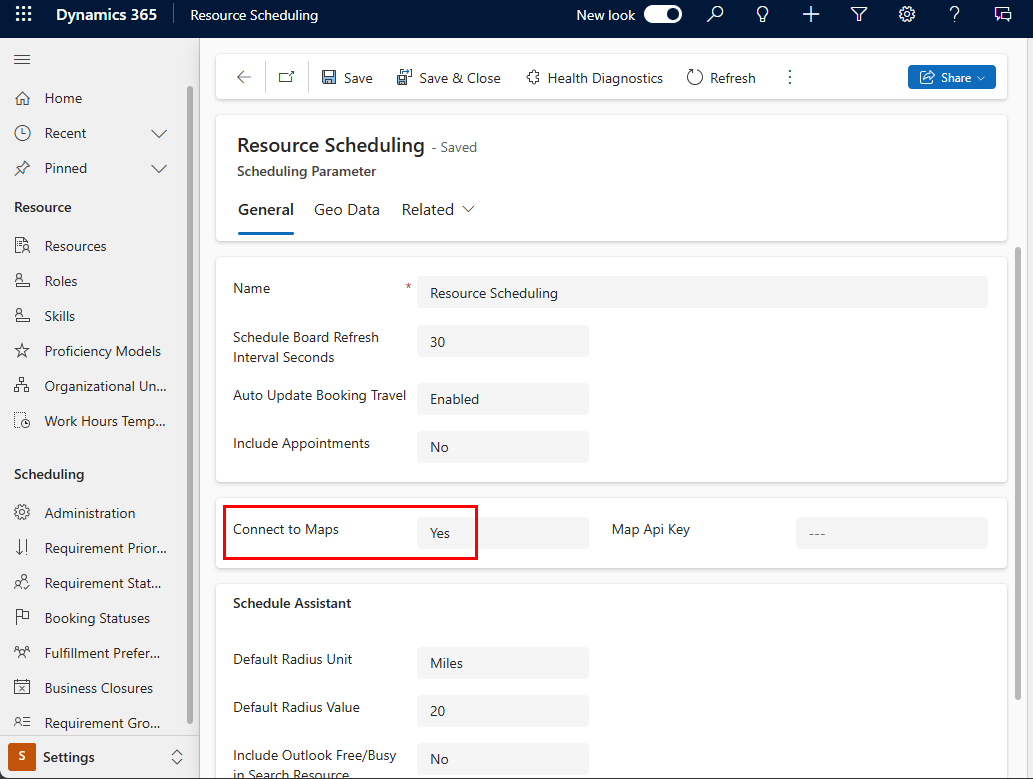 Dynamics 365
Resource Scheduling
New look
Home
Recent
Pinned
Resource
Resources
Roles
Skills
Proficiency Models
Organizational Un...
Work Hours Temp...
Scheduling
Administration
Requirement Prior...
Requirement Stat...
Booking Statuses
Fulfillment Prefer...
Business Closures
Requirement Gro...
S
Settings
Save
Save & Close
Health Diagnostics
Refresh
Share
Resource Scheduling - Saved
Scheduling Parameter
General
Geo Data
Related
Name *
Resource Scheduling
Schedule Board Refresh
Interval Seconds
30
Auto Update Booking Travel
Enabled
Include Appointments
No
Connect to Maps
Yes
Map Api Key
---
Schedule Assistant
Default Radius Unit
Miles
Default Radius Value
20
Include Outlook Free/Busy
in Search Resource
No